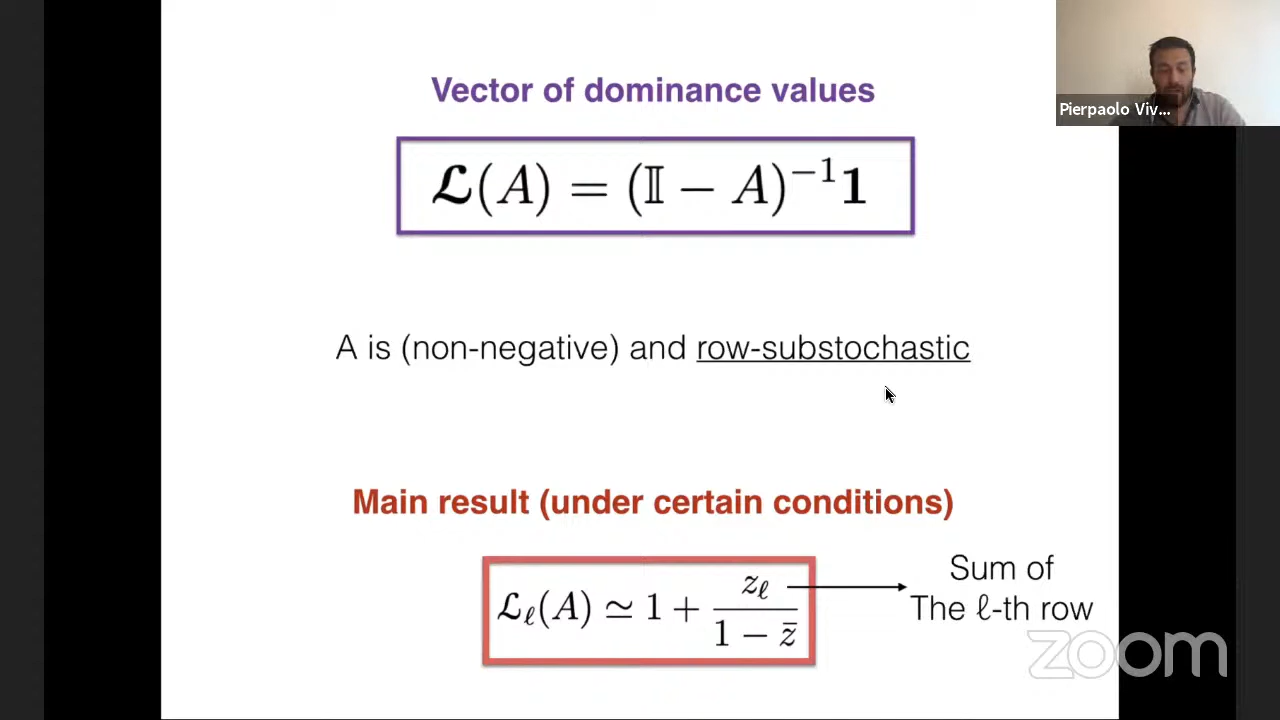 Vector of dominance values
Pierpaolo Viv...
𝓛(A) = (𝕀 − A)⁻¹𝟏
A is (non-negative) and row-substochastic
Main result (under certain conditions)
ℒ_ℓ(A) ≃ 1 + z_ℓ / (1 − z̄)
Sum of
The ℓ-th row
zoom